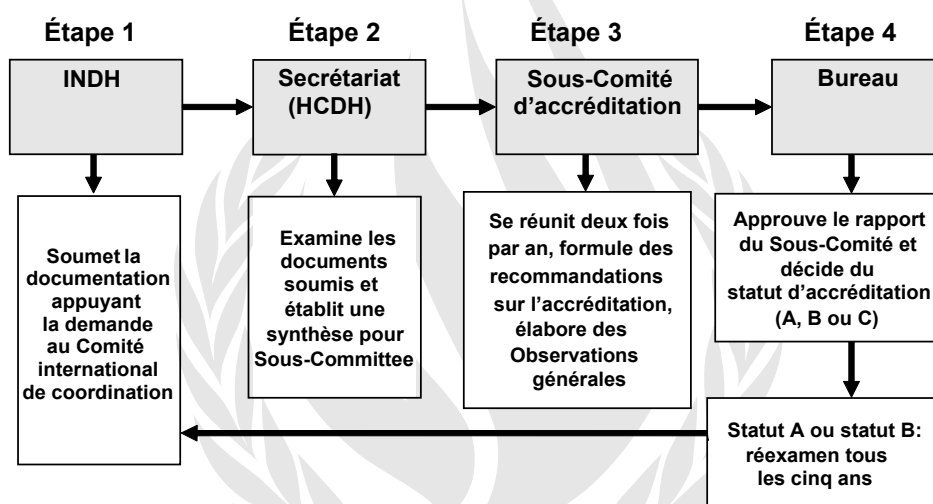 Étape 1
Étape 2
Étape 3
Étape 4
INDH
Secrétariat
(HCDH)
Sous-Comité
d’accréditation
Bureau
Soumet la
documentation
appuyant
la demande
au Comité
international
de coordination
Examine les
documents
soumis et
établit une
synthèse pour
Sous-Committee
Se réunit deux fois
par an, formule des
recommandations
sur l’accréditation,
élabore des
Observations
générales
Approuve le rapport
du Sous-Comité et
décide du
statut d’accréditation
(A, B ou C)
Statut A ou statut B:
réexamen tous
les cinq ans